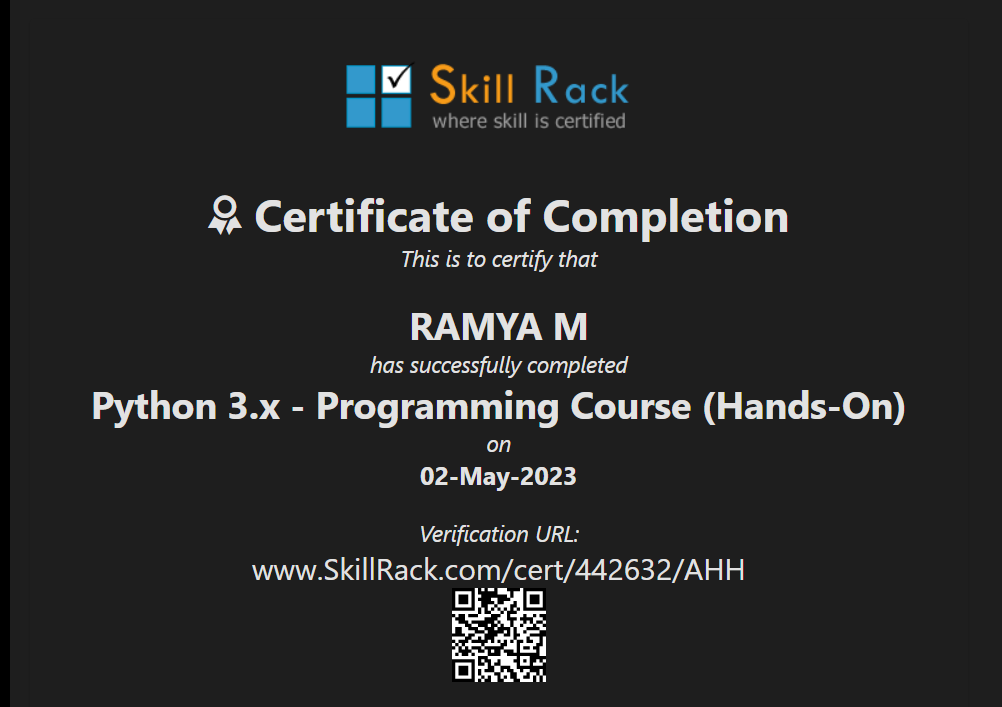 Skill Rack
where skill is certified
Certificate of Completion
This is to certify that
RAMYA M
has successfully completed
Python 3.x - Programming Course (Hands-On)
on
02-May-2023
Verification URL:
www.SkillRack.com/cert/442632/AHH